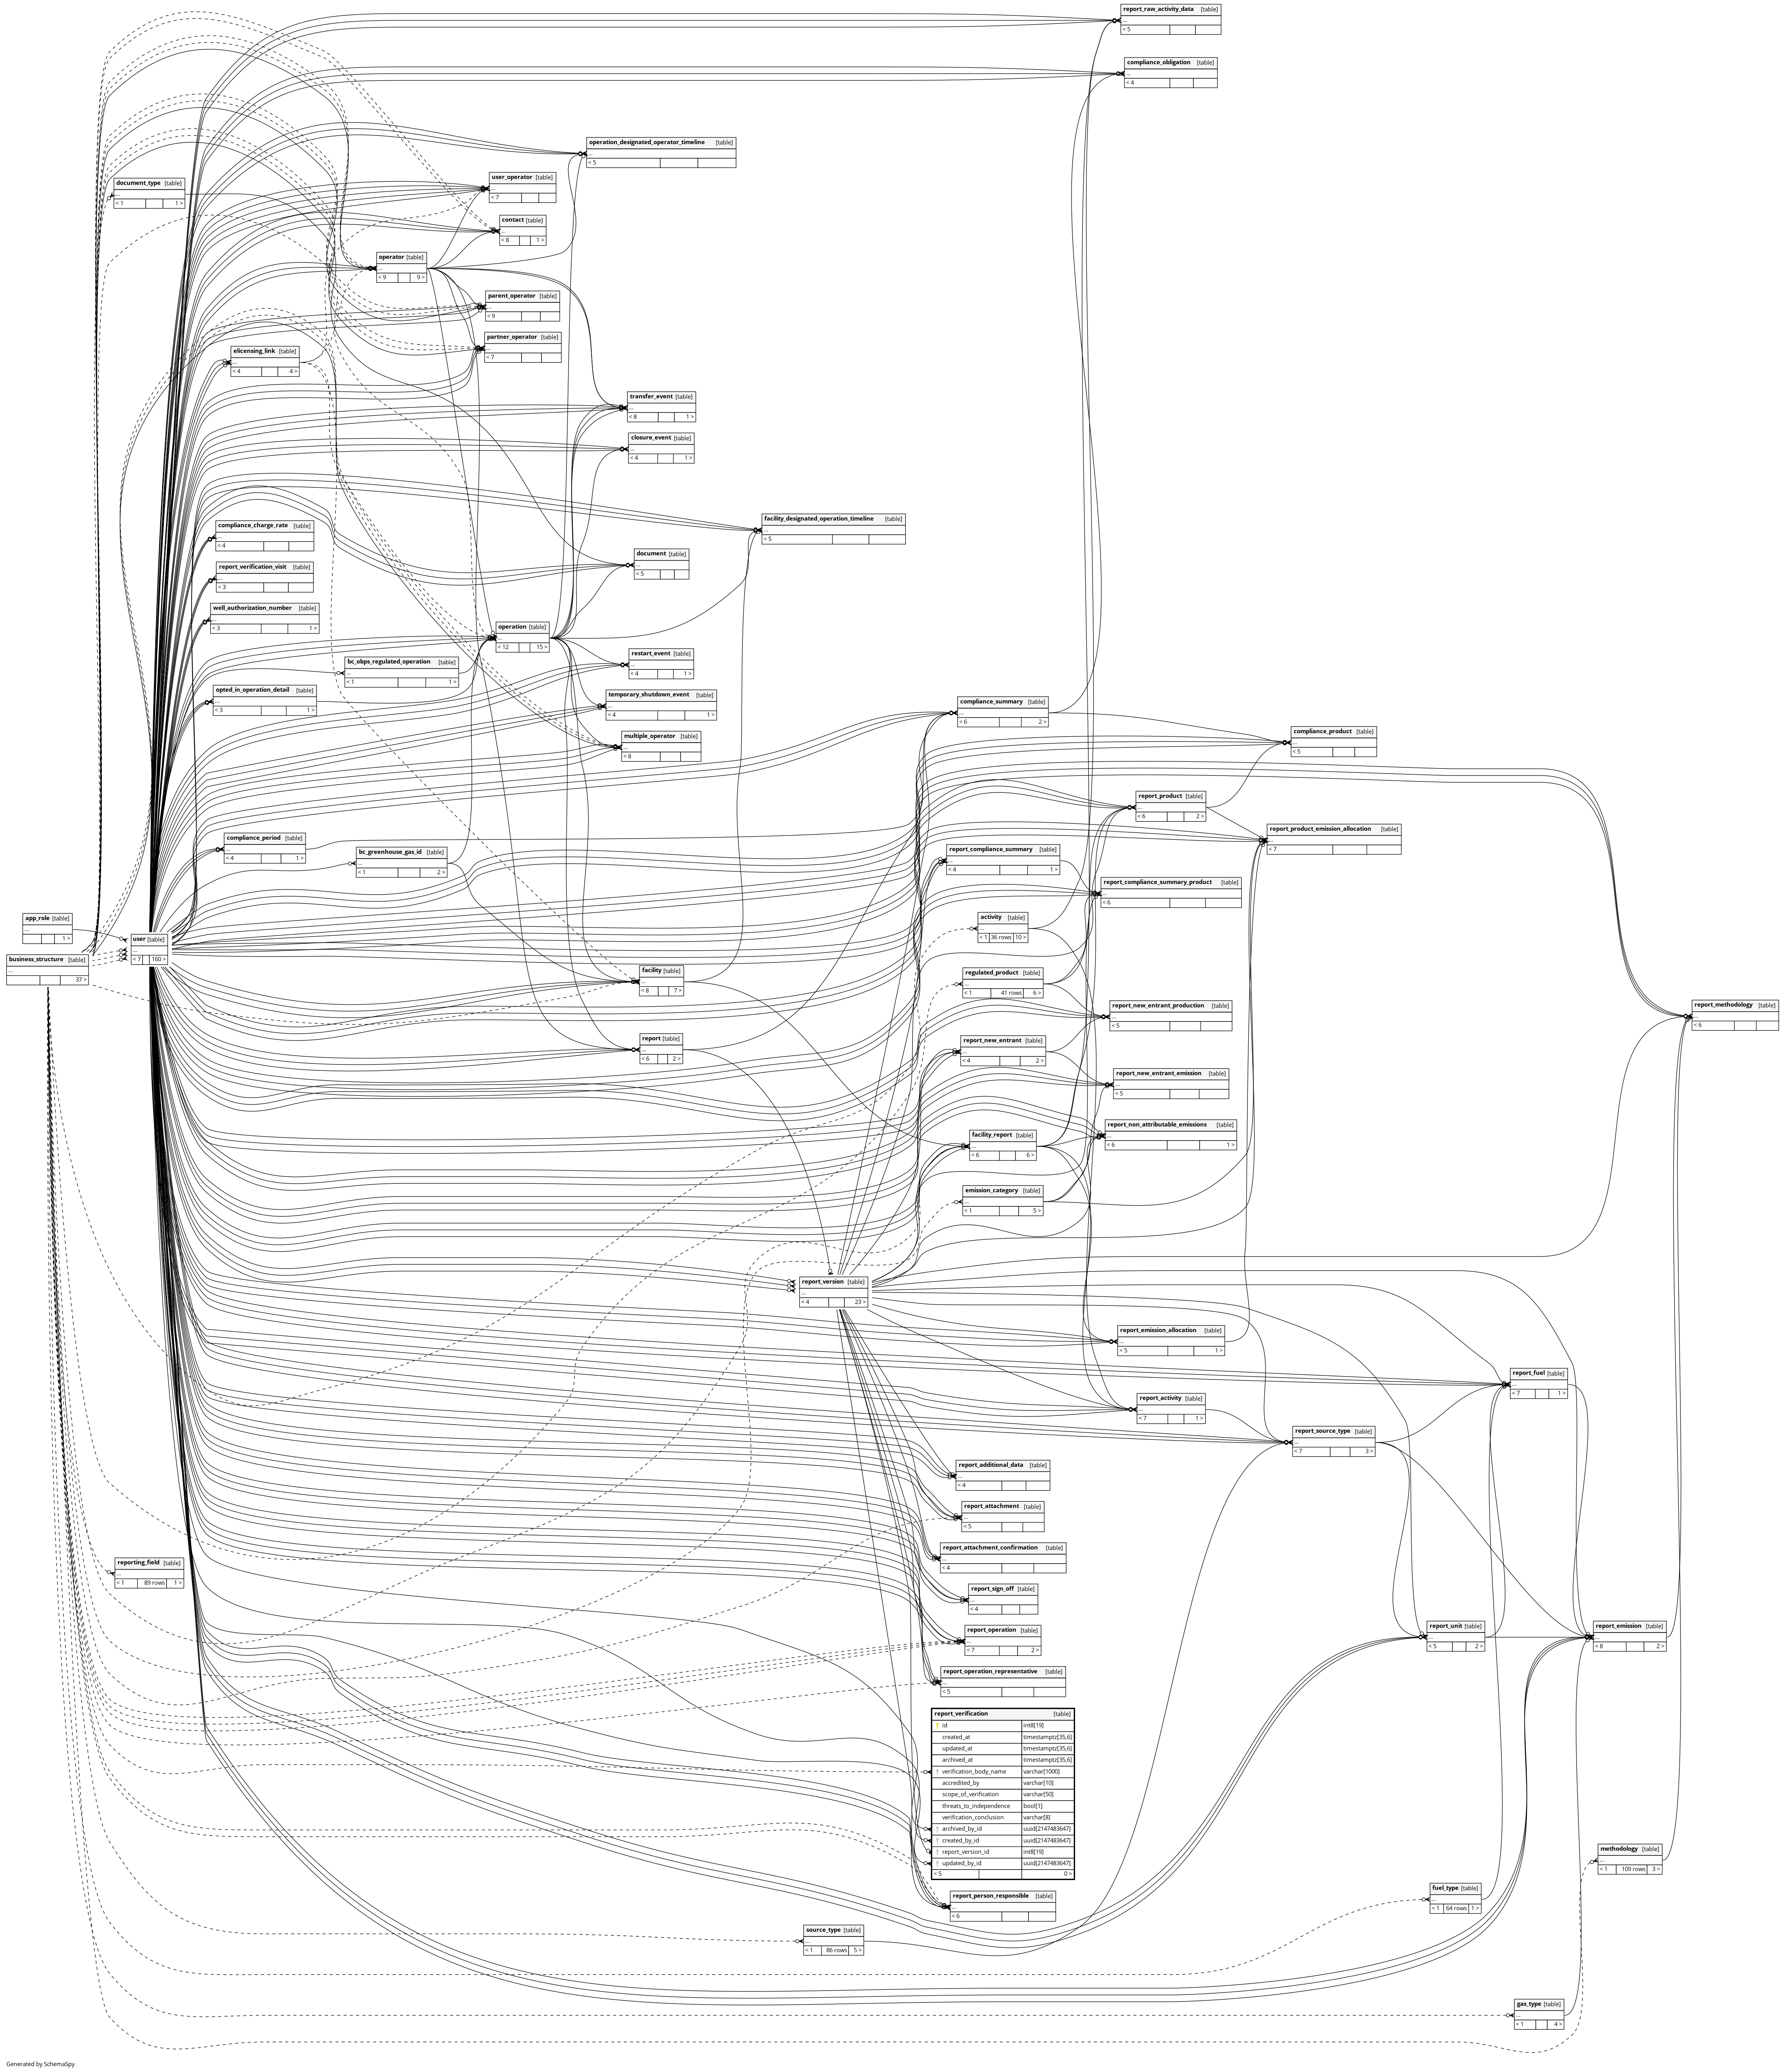 report_raw_activity_data [table]
...
< 5
compliance_obligation [table]
...
< 4
operation_designated_operator_timeline [table]
...
< 5
user_operator [table]
...
< 7
document_type [table]
...
< 1 1 >
contact [table]
...
< 8 1 >
operator [table]
...
< 9 9 >
parent_operator [table]
...
< 9
partner_operator [table]
...
< 7
elicensing_link [table]
...
< 4 4 >
transfer_event [table]
...
< 8 1 >
closure_event [table]
...
< 4 1 >
facility_designated_operation_timeline [table]
...
< 5
compliance_charge_rate [table]
...
< 4
document [table]
...
< 5
report_verification_visit [table]
...
< 3
well_authorization_number [table]
...
< 3 1 >
operation [table]
...
< 12 15 >
restart_event [table]
...
< 4 1 >
bc_obps_regulated_operation [table]
...
< 1 1 >
opted_in_operation_detail [table]
...
< 3 1 >
temporary_shutdown_event [table]
...
< 4 1 >
compliance_summary [table]
...
< 6 2 >
multiple_operator [table]
...
< 8
compliance_product [table]
...
< 5
report_product [table]
...
< 6 2 >
report_product_emission_allocation [table]
...
< 7
compliance_period [table]
...
< 4 1 >
bc_greenhouse_gas_id [table]
...
< 1 2 >
report_compliance_summary [table]
...
< 4 1 >
report_compliance_summary_product [table]
...
< 6
app_role [table]
...
1 >
activity [table]
...
< 1 36 rows 10 >
user [table]
...
< 7 160 >
business_structure [table]
...
37 >
facility [table]
...
< 8 7 >
regulated_product [table]
...
< 1 41 rows 6 >
report_new_entrant_production [table]
...
< 5
report_methodology [table]
...
< 6
report [table]
...
< 6 2 >
report_new_entrant [table]
...
< 4 2 >
report_new_entrant_emission [table]
...
< 5
report_non_attributable_emissions [table]
...
< 6 1 >
facility_report [table]
...
< 6 6 >
emission_category [table]
...
< 1 5 >
report_version [table]
...
< 4 23 >
report_emission_allocation [table]
...
< 5 1 >
report_fuel [table]
...
< 7 1 >
report_activity [table]
...
< 7 1 >
report_source_type [table]
...
< 7 3 >
report_additional_data [table]
...
< 4
report_attachment [table]
...
< 5
report_attachment_confirmation [table]
...
< 4
reporting_field [table]
...
< 1 89 rows 1 >
report_sign_off [table]
...
< 4
report_operation [table]
...
< 7 2 >
report_unit [table]
...
< 5 2 >
report_emission [table]
...
< 8 2 >
report_operation_representative [table]
...
< 5
report_verification [table]
id int8[19]
created_at timestamptz[35,6]
updated_at timestamptz[35,6]
archived_at timestamptz[35,6]
verification_body_name varchar[1000]
accredited_by varchar[10]
scope_of_verification varchar[50]
threats_to_independence bool[1]
verification_conclusion varchar[8]
archived_by_id uuid[2147483647]
created_by_id uuid[2147483647]
report_version_id int8[19]
updated_by_id uuid[2147483647]
< 5 0 >
methodology [table]
...
< 1 109 rows 3 >
fuel_type [table]
...
< 1 64 rows 1 >
report_person_responsible [table]
...
< 6
source_type [table]
...
< 1 86 rows 5 >
gas_type [table]
...
< 1 4 >
Generated by SchemaSpy